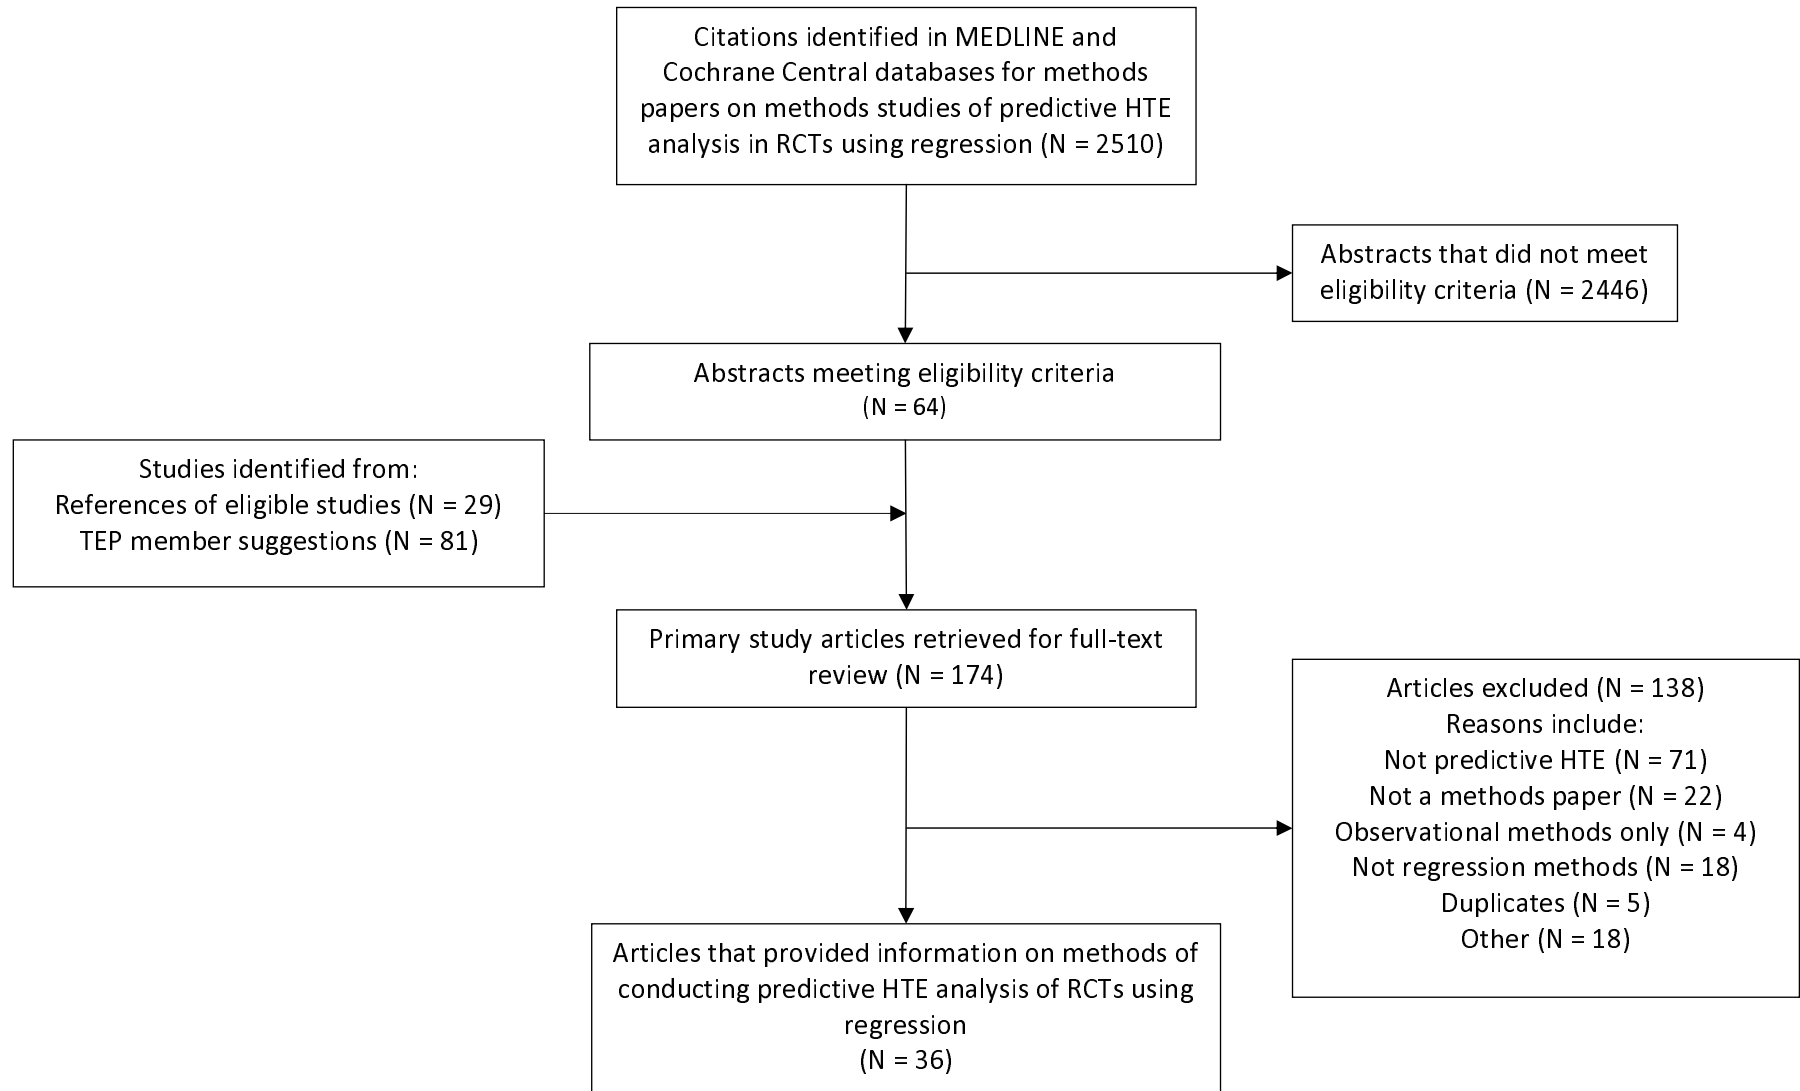 Citations identified in MEDLINE and
Cochrane Central databases for methods
papers on methods studies of predictive HTE
analysis in RCTs using regression (N = 2510)
Abstracts that did not meet
eligibility criteria (N = 2446)
Abstracts meeting eligibility criteria
(N = 64)
Studies identified from:
References of eligible studies (N = 29)
TEP member suggestions (N = 81)
Primary study articles retrieved for full-text
review (N = 174)
Articles excluded (N = 138)
Reasons include:
Not predictive HTE (N = 71)
Not a methods paper (N = 22)
Observational methods only (N = 4)
Not regression methods (N = 18)
Duplicates (N = 5)
Other (N = 18)
Articles that provided information on methods of
conducting predictive HTE analysis of RCTs using
regression
(N = 36)